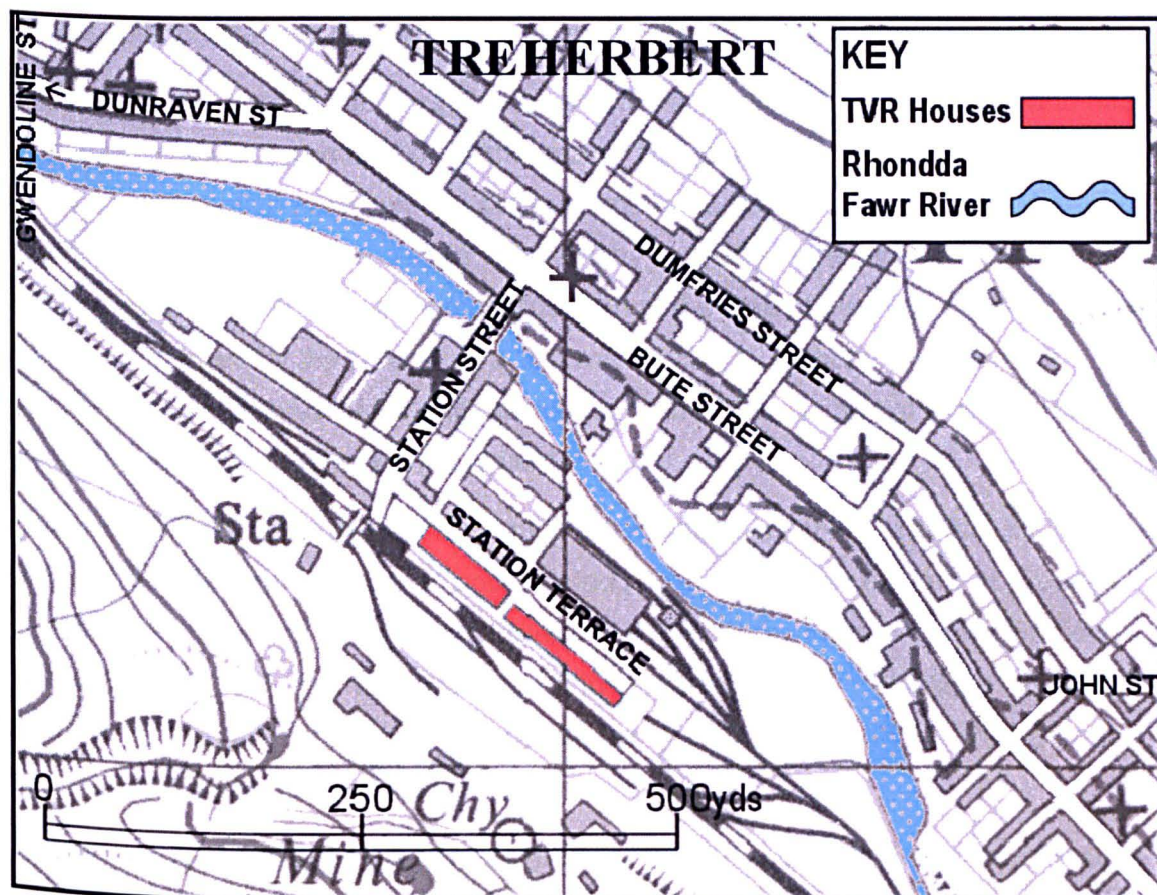 TREHERBERT
KEY
TVR Houses
Rhondda
Fawr River
GWENDOLINE ST
DUNRAVEN ST
DUMFRIES STREET
BUTE STREET
STATION STREET
STATION TERRACE
JOHN ST
Sta
0 250 500yds
Chy
Mine